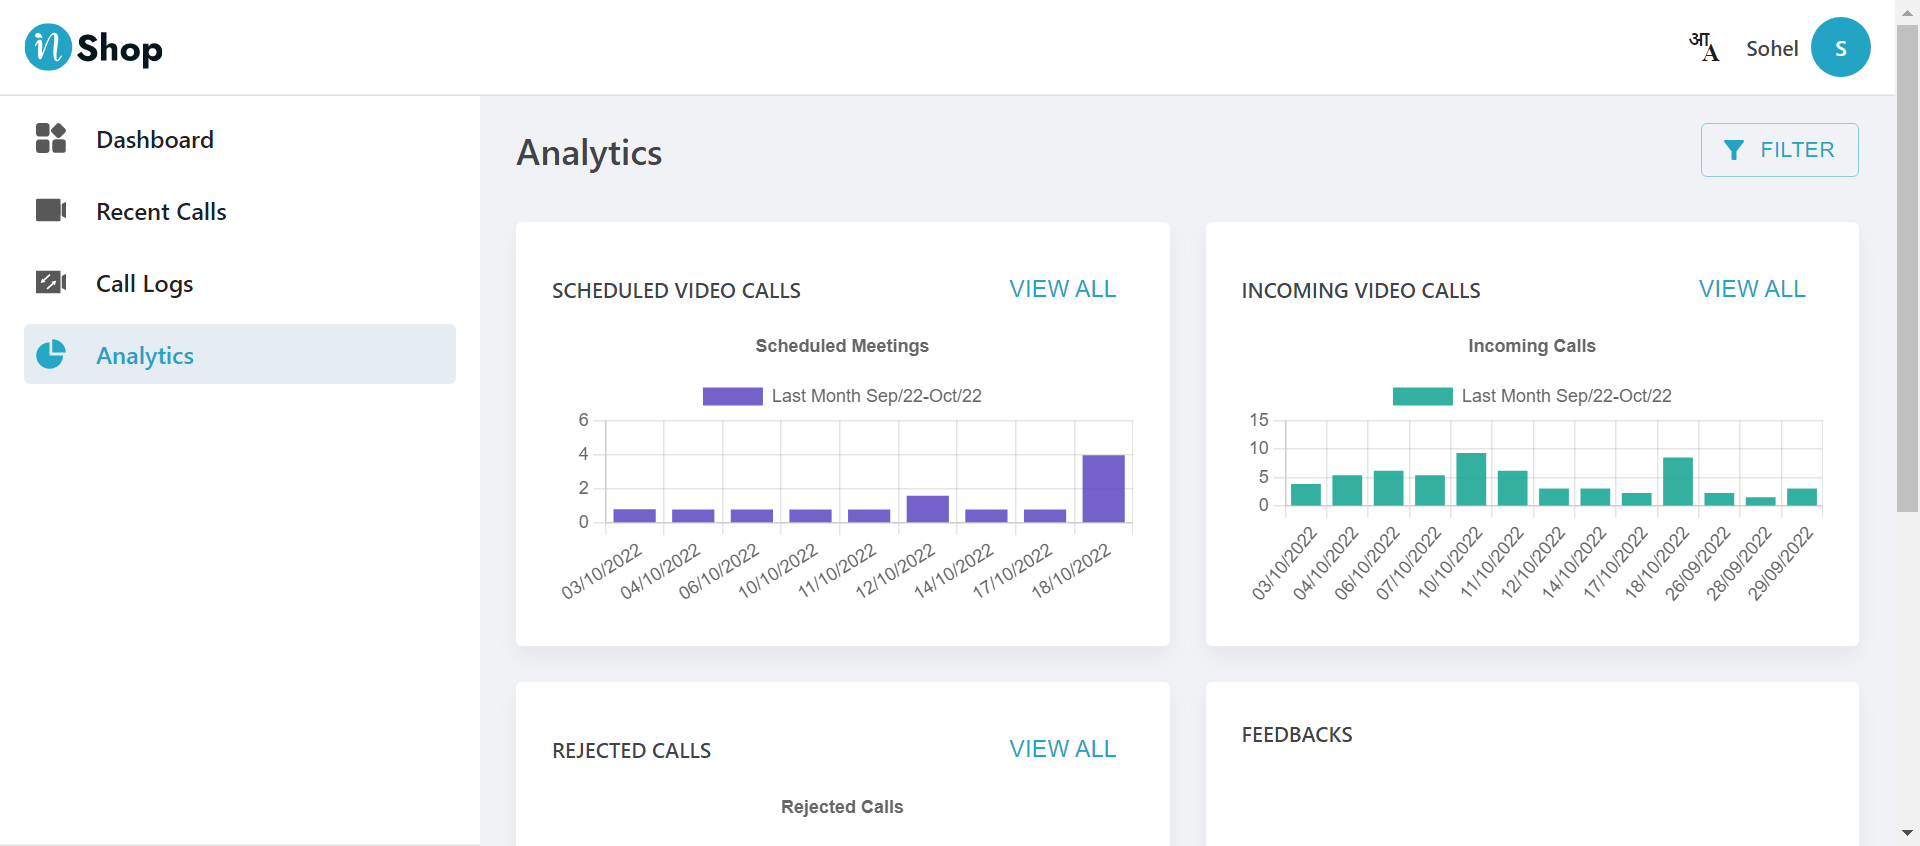 n Shop
आA
Sohel
S
Dashboard
Recent Calls
Call Logs
Analytics
Analytics
FILTER
SCHEDULED VIDEO CALLS
VIEW ALL
Scheduled Meetings
Last Month Sep/22-Oct/22
6
4
2
0
03/10/2022
04/10/2022
06/10/2022
10/10/2022
11/10/2022
12/10/2022
14/10/2022
17/10/2022
18/10/2022
INCOMING VIDEO CALLS
VIEW ALL
Incoming Calls
Last Month Sep/22-Oct/22
15
10
5
0
03/10/2022
04/10/2022
06/10/2022
07/10/2022
10/10/2022
11/10/2022
12/10/2022
14/10/2022
17/10/2022
18/10/2022
26/09/2022
28/09/2022
29/09/2022
REJECTED CALLS
VIEW ALL
Rejected Calls
FEEDBACKS